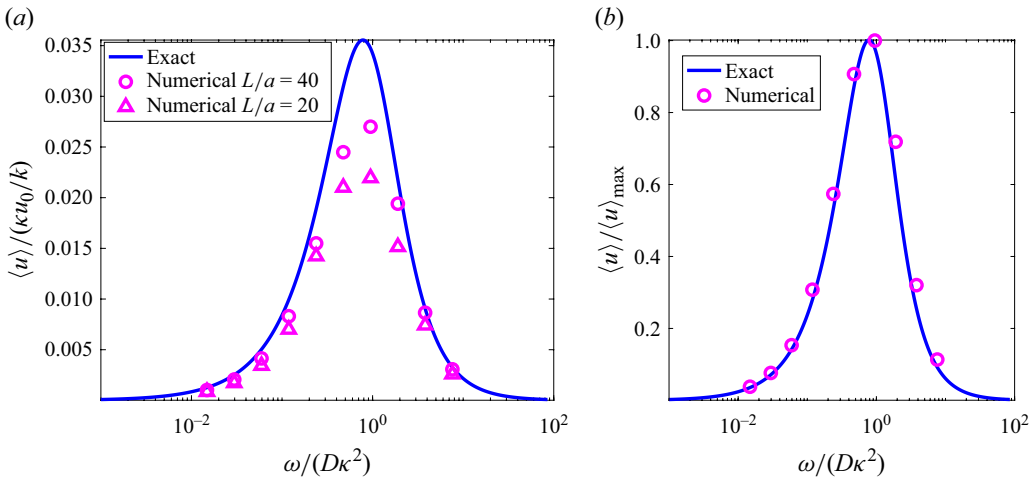 (a)
0.035
0.030
0.025
0.020
0.015
0.010
0.005
⟨u⟩/(κu₀/k)
Exact
Numerical L/a = 40
Numerical L/a = 20
10⁻² 10⁰ 10²
ω/(Dκ²)
(b)
1.0
0.8
0.6
0.4
0.2
⟨u⟩/⟨u⟩max
Exact
Numerical
10⁻² 10⁰ 10²
ω/(Dκ²)